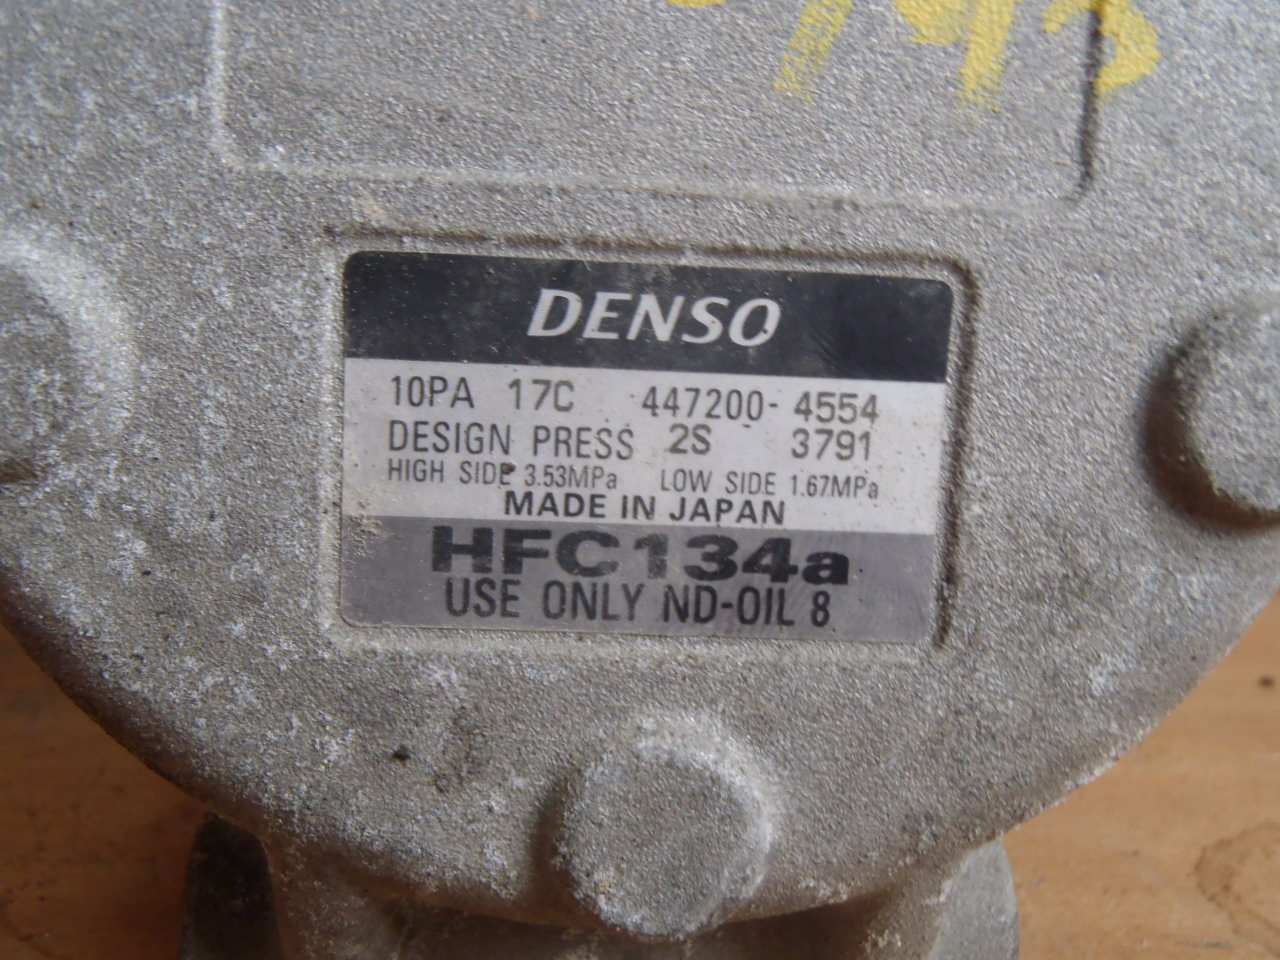 DENSO
10PA 17C 447200-4554
DESIGN PRESS 2S 3791
HIGH SIDE 3.53MPa LOW SIDE 1.67MPa
MADE IN JAPAN
HFC134a
USE ONLY ND-OIL 8